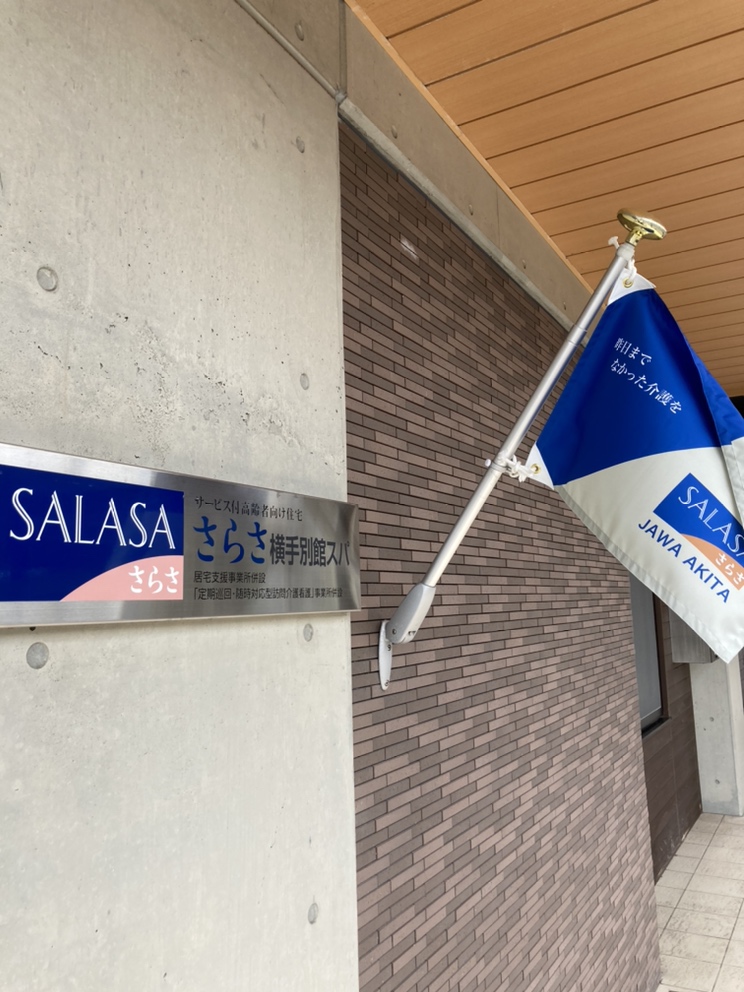 SALASA
さらさ
サービス付高齢者向け住宅
さらさ横手別館スパ
居宅支援事業所併設
「定期巡回・随時対応型訪問介護看護」事業所併設
昨日まで
なかった介護を
SALASA
さらさ
JAWA AKITA